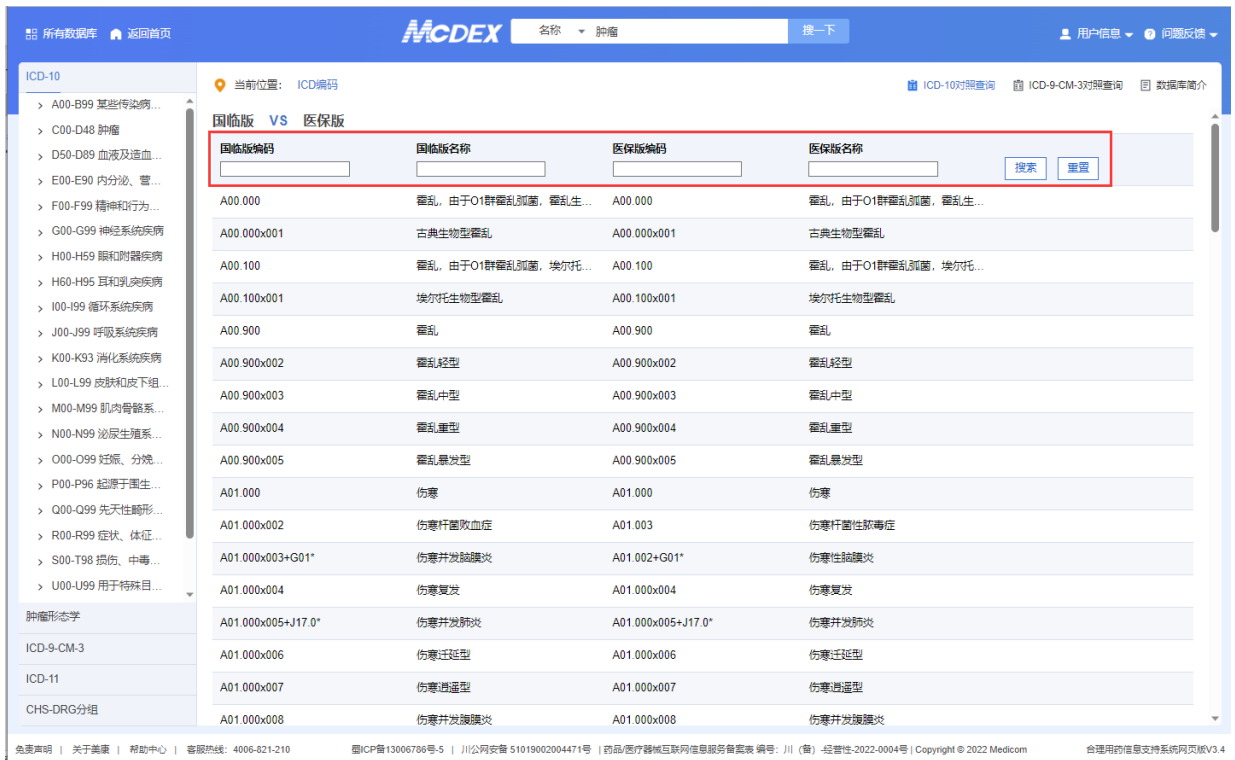 所有数据库 返回首页 MCDEX 名称 肿瘤 搜一下 用户信息 问题反馈
ICD-10
A00-B99 某些传染病...
C00-D48 肿瘤
D50-D89 血液及造血...
E00-E90 内分泌、营...
F00-F99 精神和行为...
G00-G99 神经系统疾病
H00-H59 眼和附器疾病
H60-H95 耳和乳突疾病
I00-I99 循环系统疾病
J00-J99 呼吸系统疾病
K00-K93 消化系统疾病
L00-L99 皮肤和皮下组...
M00-M99 肌肉骨骼系...
N00-N99 泌尿生殖系...
O00-O99 妊娠、分娩...
P00-P96 起源于围生...
Q00-Q99 先天性畸形...
R00-R99 症状、体征...
S00-T98 损伤、中毒...
U00-U99 用于特殊目...
肿瘤形态学
ICD-9-CM-3
ICD-11
CHS-DRG分组
当前位置: ICD编码 ICD-10对照查询 ICD-9-CM-3对照查询 数据库简介
国临版 VS 医保版
国临版编码 国临版名称 医保版编码 医保版名称
搜索 重置
A00.000 霍乱，由于O1群霍乱弧菌，霍乱生... A00.000 霍乱，由于O1群霍乱弧菌，霍乱生...
A00.000x001 古典生物型霍乱 A00.000x001 古典生物型霍乱
A00.100 霍乱，由于O1群霍乱弧菌，埃尔托... A00.100 霍乱，由于O1群霍乱弧菌，埃尔托...
A00.100x001 埃尔托生物型霍乱 A00.100x001 埃尔托生物型霍乱
A00.900 霍乱 A00.900 霍乱
A00.900x002 霍乱轻型 A00.900x002 霍乱轻型
A00.900x003 霍乱中型 A00.900x003 霍乱中型
A00.900x004 霍乱重型 A00.900x004 霍乱重型
A00.900x005 霍乱暴发型 A00.900x005 霍乱暴发型
A01.000 伤寒 A01.000 伤寒
A01.000x002 伤寒杆菌败血症 A01.003 伤寒杆菌性脓毒症
A01.000x003+G01* 伤寒并发脑膜炎 A01.002+G01* 伤寒性脑膜炎
A01.000x004 伤寒复发 A01.000x004 伤寒复发
A01.000x005+J17.0* 伤寒并发肺炎 A01.000x005+J17.0* 伤寒并发肺炎
A01.000x006 伤寒迁延型 A01.000x006 伤寒迁延型
A01.000x007 伤寒逍遥型 A01.000x007 伤寒逍遥型
A01.000x008 伤寒并发腹膜炎 A01.000x008 伤寒并发腹膜炎
免责声明 | 关于美康 | 帮助中心 | 客服热线：4006-821-210 蜀ICP备13006786号-5 | 川公网安备 51019002004471号 | 药品/医疗器械互联网信息服务备案表 编号：川（备）-经营性-2022-0004号 | Copyright © 2022 Medicom 合理用药信息支持系统网页版V3.4